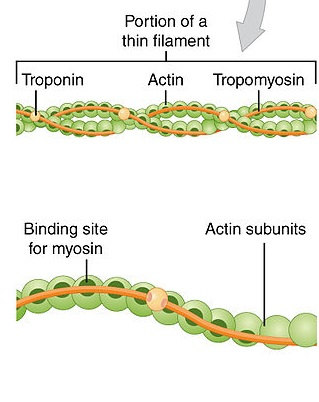 Portion of a
thin filament
Troponin
Actin
Tropomyosin
Binding site
for myosin
Actin subunits